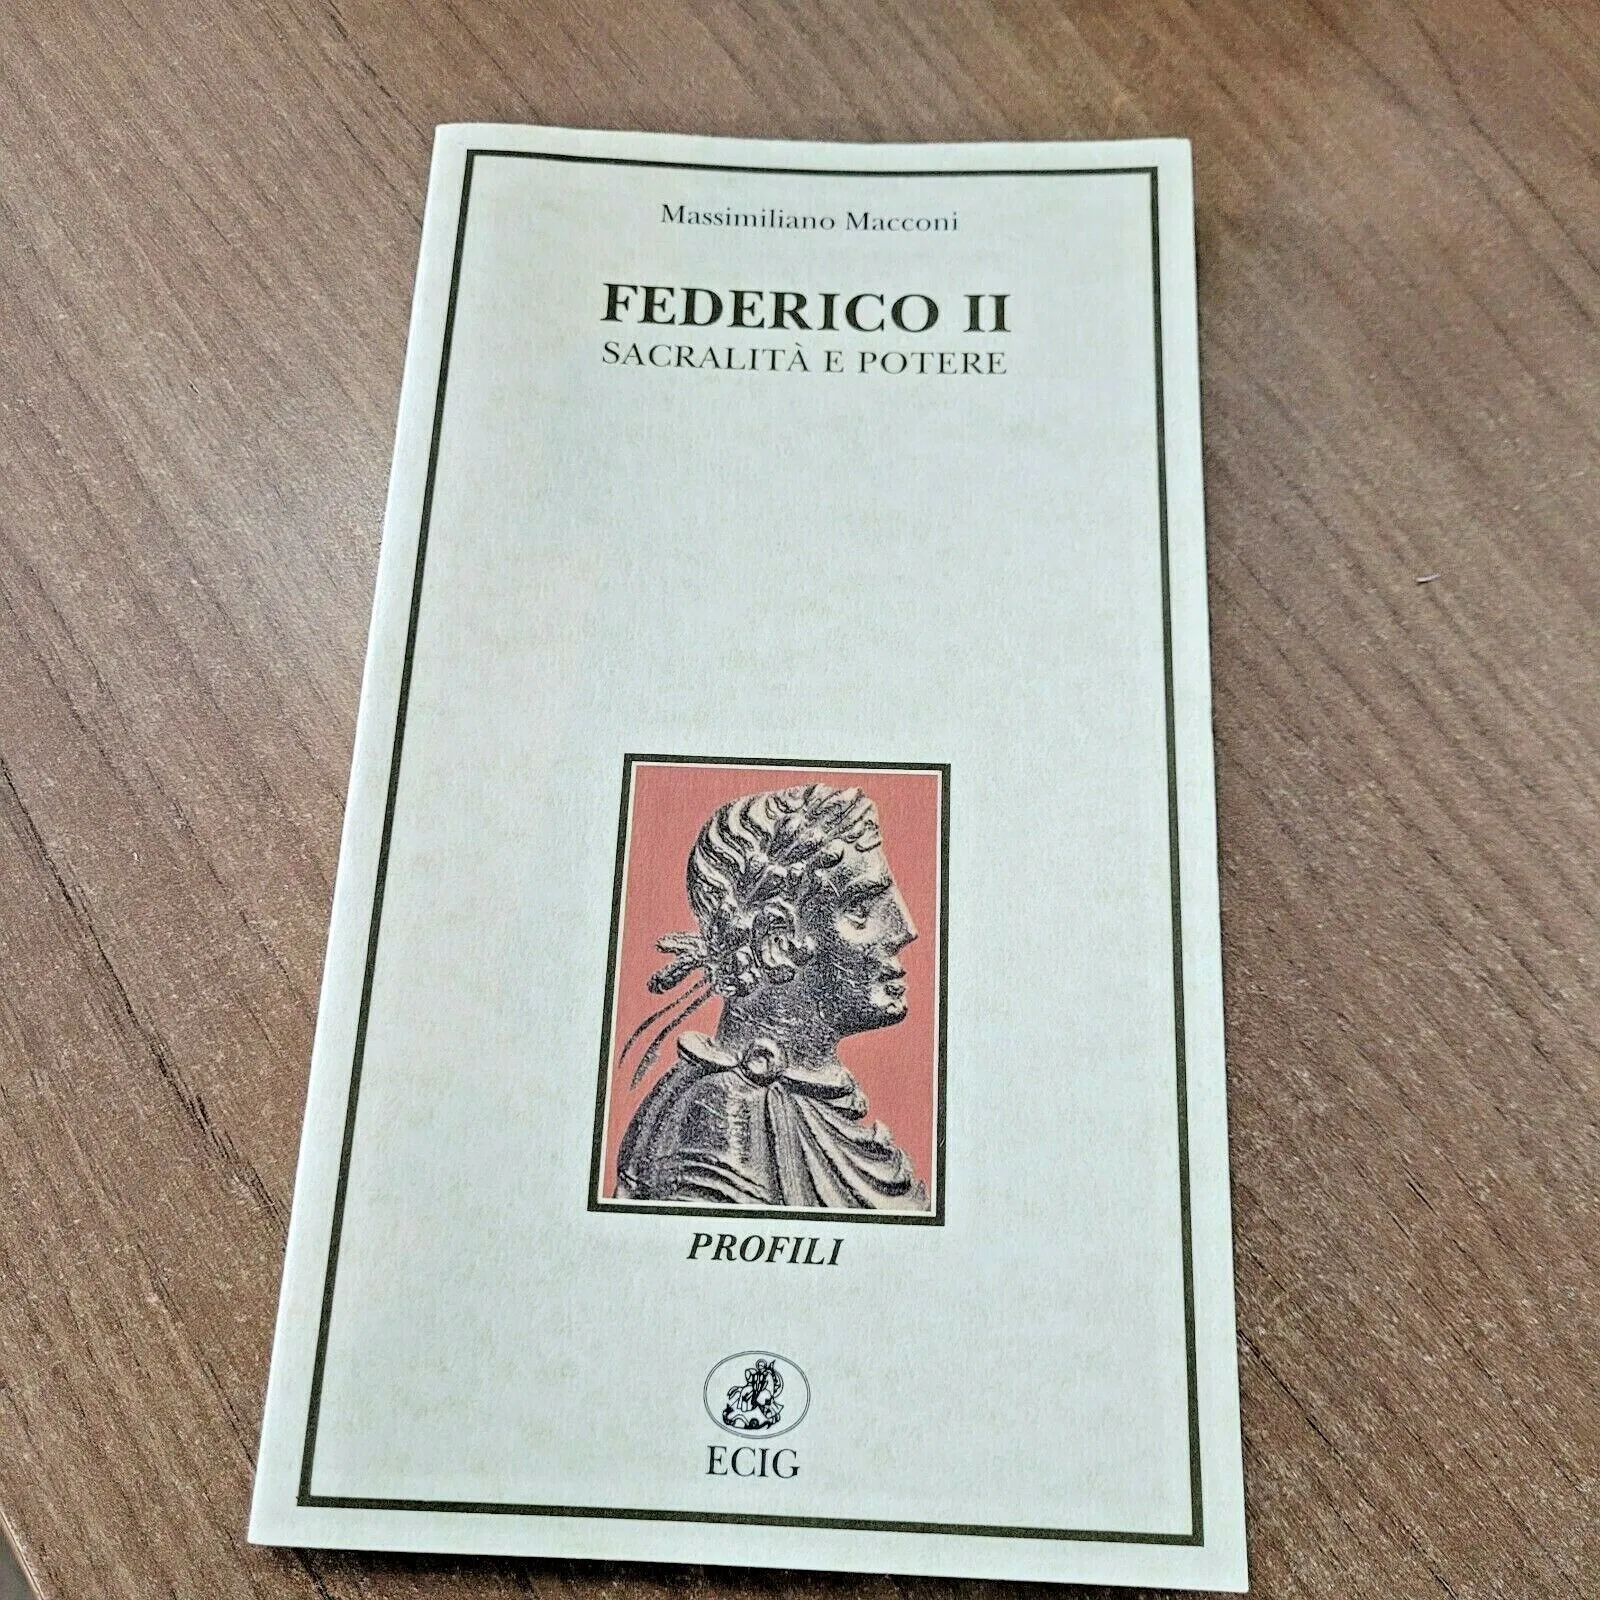 Massimiliano Macconi
FEDERICO II
SACRALITÀ E POTERE
PROFILI
ECIG